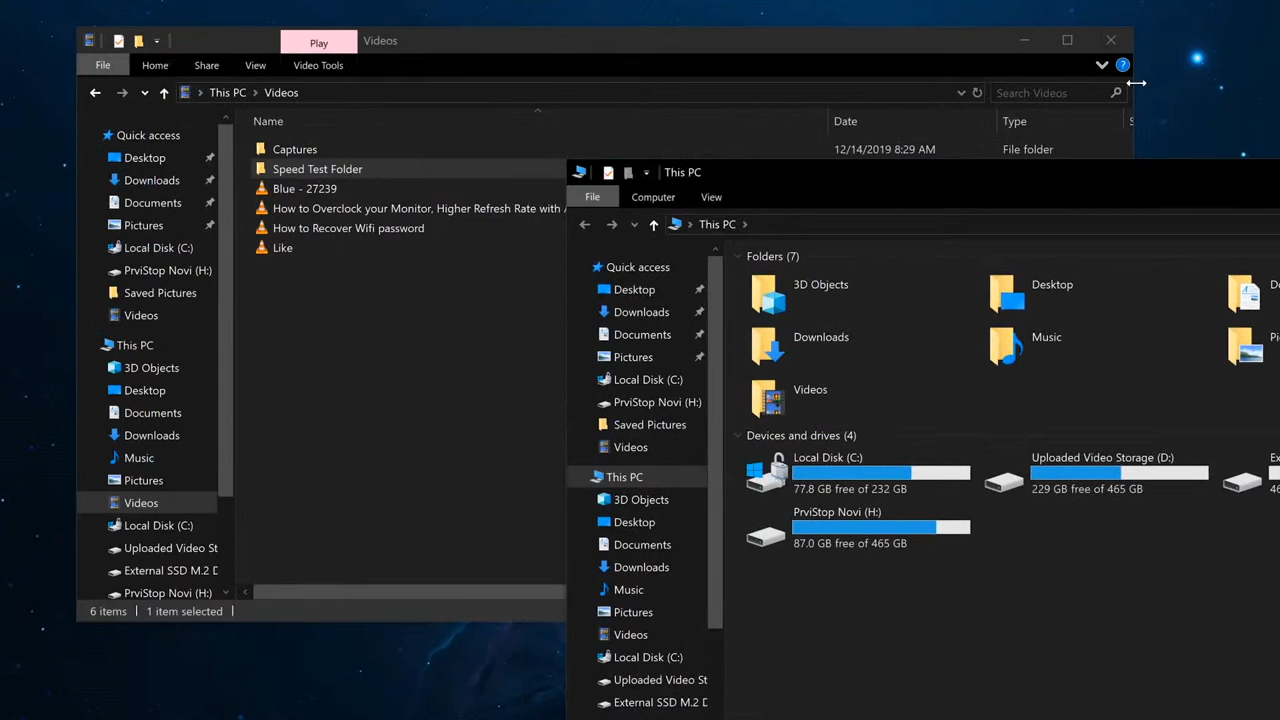 Play
Videos
File
Home
Share
View
Video Tools
This PC > Videos
Search Videos
Quick access
Desktop
Downloads
Documents
Pictures
Local Disk (C:)
PrviStop Novi (H:)
Saved Pictures
Videos
This PC
3D Objects
Desktop
Documents
Downloads
Music
Pictures
Videos
Local Disk (C:)
Uploaded Video St
External SSD M.2 D
PrviStop Novi (H:)
Name
Date
Type
Captures
12/14/2019 8:29 AM
File folder
Speed Test Folder
Blue - 27239
How to Overclock your Monitor, Higher Refresh Rate with
How to Recover Wifi password
Like
6 items
1 item selected
This PC
File
Computer
View
This PC >
Quick access
Desktop
Downloads
Documents
Pictures
Local Disk (C:)
PrviStop Novi (H:)
Saved Pictures
Videos
This PC
3D Objects
Desktop
Documents
Downloads
Music
Pictures
Videos
Local Disk (C:)
Uploaded Video St
External SSD M.2 D
Folders (7)
3D Objects
Desktop
Downloads
Music
Videos
Devices and drives (4)
Local Disk (C:)
77.8 GB free of 232 GB
Uploaded Video Storage (D:)
229 GB free of 465 GB
PrviStop Novi (H:)
87.0 GB free of 465 GB